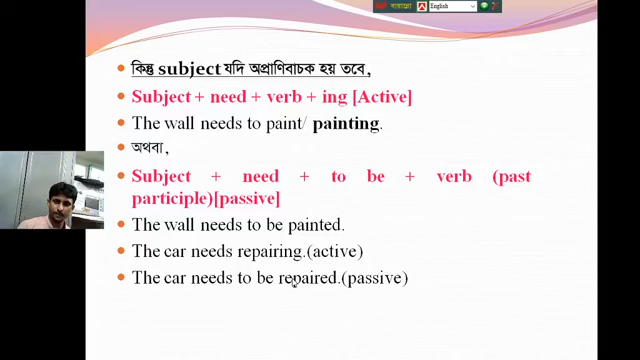 বায়ান্নো English
কিন্তু subject যদি অপ্রাণিবাচক হয় তবে,
Subject + need + verb + ing [Active]
The wall needs to paint/ painting.
অথবা,
Subject + need + to be + verb (past
participle)[passive]
The wall needs to be painted.
The car needs repairing.(active)
The car needs to be repaired.(passive)